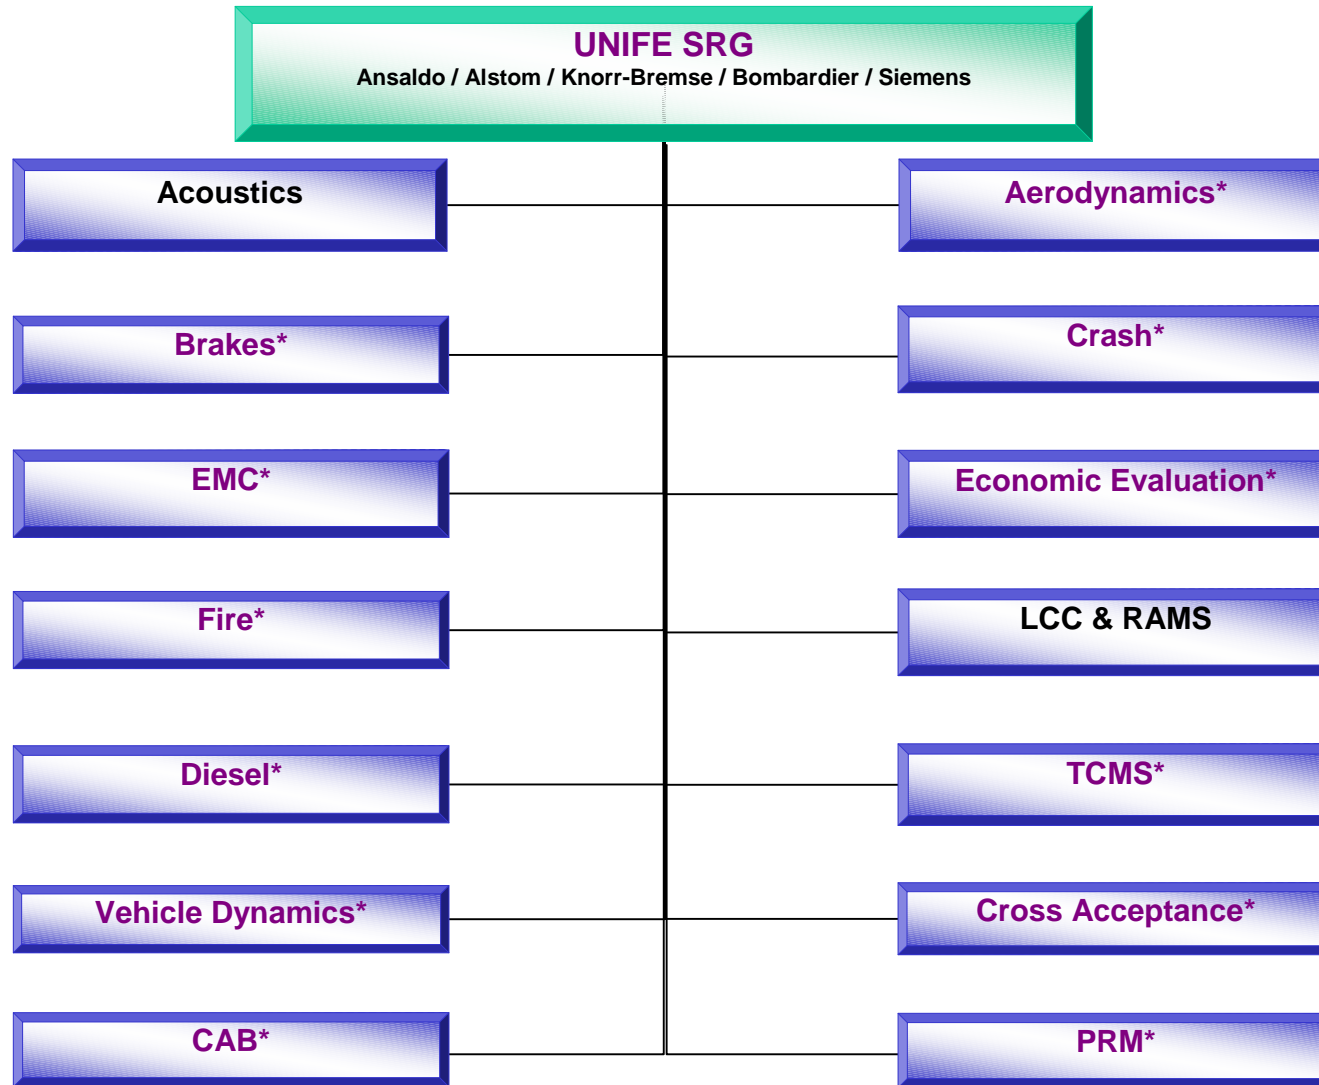 UNIFE SRG
Ansaldo / Alstom / Knorr-Bremse / Bombardier / Siemens
Acoustics
Aerodynamics*
Brakes*
Crash*
EMC*
Economic Evaluation*
Fire*
LCC & RAMS
Diesel*
TCMS*
Vehicle Dynamics*
Cross Acceptance*
CAB*
PRM*